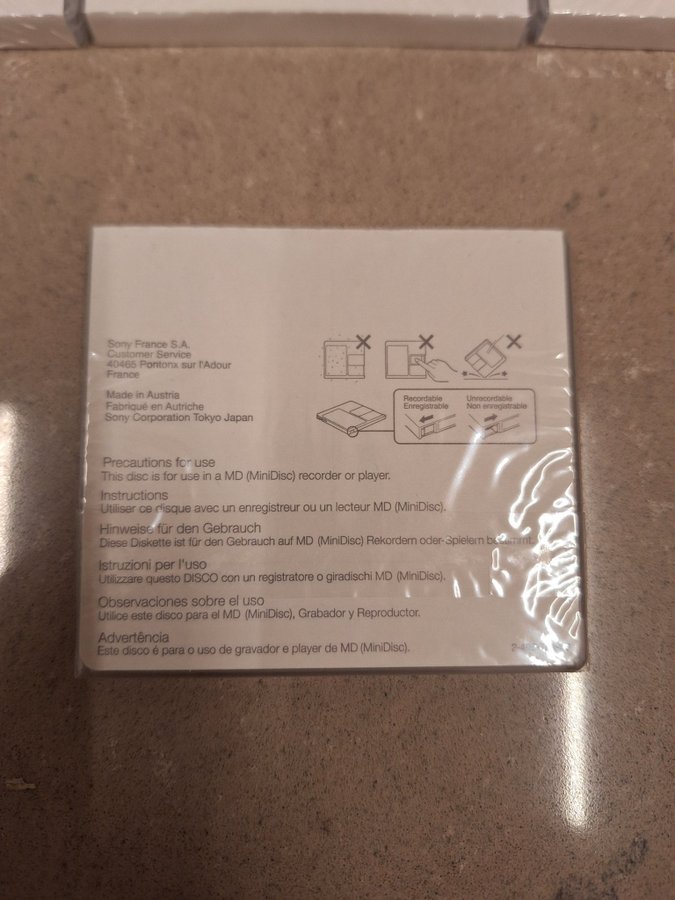 Sony France S.A.
Customer Service
40465 Pontonx sur l'Adour
France
Made in Austria
Fabriqué en Autriche
Sony Corporation Tokyo Japan
Recordable
Enregistrable
Unrecordable
Non enregistrable
Precautions for use
This disc is for use in a MD (MiniDisc) recorder or player.
Instructions
Utiliser ce disque avec un enregistreur ou un lecteur MD (MiniDisc).
Hinweise für den Gebrauch
Diese Diskette ist für den Gebrauch auf MD (MiniDisc) Rekordern oder-Spielern bestimmt.
Istruzioni per l'uso
Utilizzare questo DISCO con un registratore o giradischi MD (MiniDisc).
Observaciones sobre el uso
Utilice este disco para el MD (MiniDisc), Grabador y Reproductor.
Advertência
Este disco é para o uso de gravador e player de MD (MiniDisc).